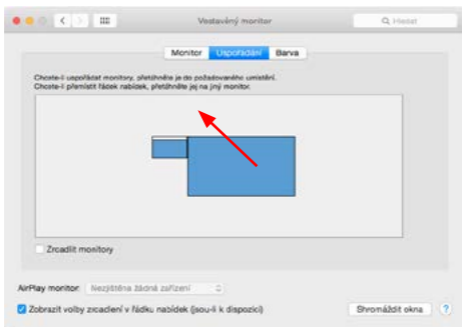 Vestavěný monitor
Hledat
Monitor Uspořádání Barva
Chcete-li uspořádat monitory, přetáhněte je do požadovaného umístění.
Chcete-li přemístit řádek nabídek, přetáhněte jej na jiný monitor.
Zrcadlit monitory
AirPlay monitor: Nezjištěna žádná zařízení
Zobrazit volby zrcadlení v řádku nabídek (jsou-li k dispozici)
Shromáždit okna ?